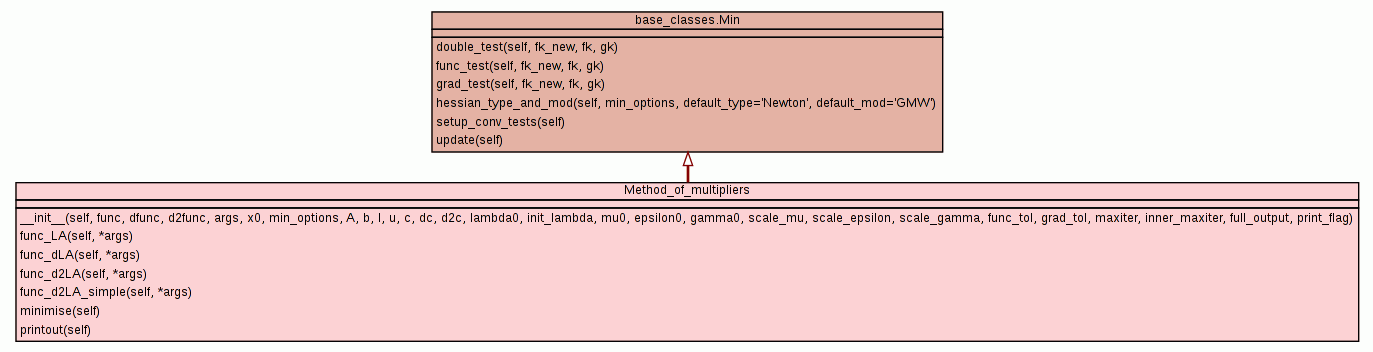 base_classes.Min
double_test(self, fk_new, fk, gk)
func_test(self, fk_new, fk, gk)
grad_test(self, fk_new, fk, gk)
hessian_type_and_mod(self, min_options, default_type='Newton', default_mod='GMW')
setup_conv_tests(self)
update(self)
Method_of_multipliers
__init__(self, func, dfunc, d2func, args, x0, min_options, A, b, l, u, c, dc, d2c, lambda0, init_lambda, mu0, epsilon0, gamma0, scale_mu, scale_epsilon, scale_gamma, func_tol, grad_tol, maxiter, inner_maxiter, full_output, print_flag)
func_LA(self, *args)
func_dLA(self, *args)
func_d2LA(self, *args)
func_d2LA_simple(self, *args)
minimise(self)
printout(self)